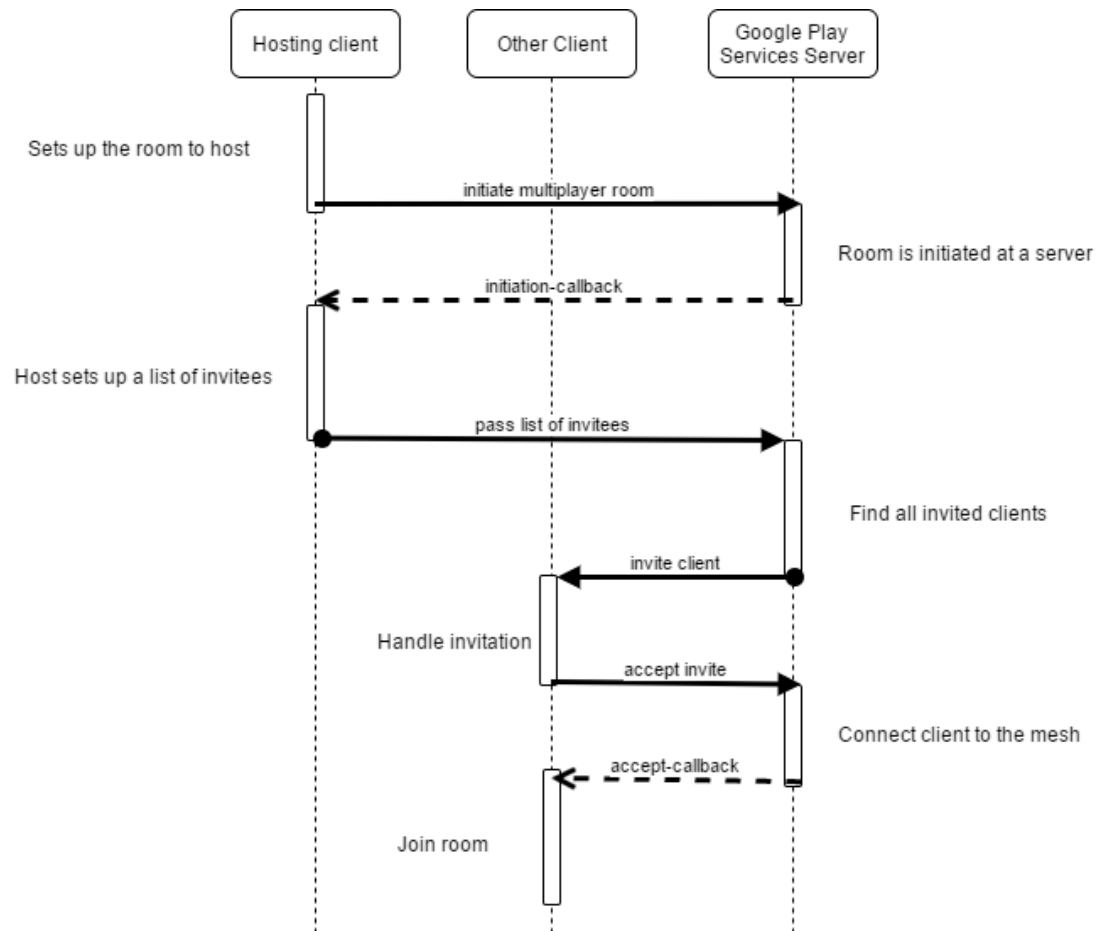 Hosting client
Other Client
Google Play
Services Server
Sets up the room to host
initiate multiplayer room
Room is initiated at a server
initiation-callback
Host sets up a list of invitees
pass list of invitees
Find all invited clients
invite client
Handle invitation
accept invite
Connect client to the mesh
accept-callback
Join room